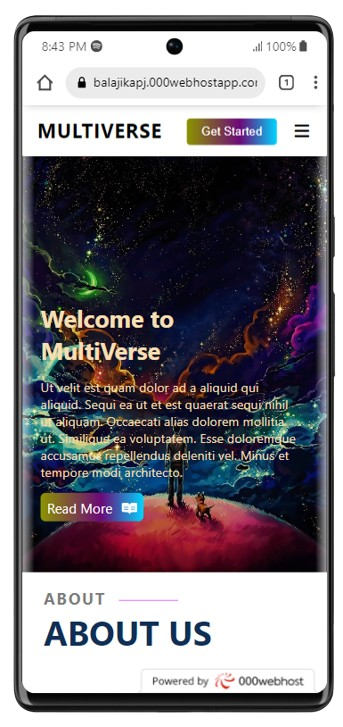 8:43 PM
100%
balajikapj.000webhostapp.co
1
MULTIVERSE
Get Started
Welcome to
MultiVerse
Ut velit est quam dolor ad a aliquid qui
aliquid. Sequi ea ut et est quaerat sequi nihil
ut aliquam. Occaecati alias dolorem mollitia
ut. Similique ea voluptatem. Esse doloremque
accusamus repellendus deleniti vel. Minus et
tempore modi architecto.
Read More
ABOUT
ABOUT US
Powered by 000webhost